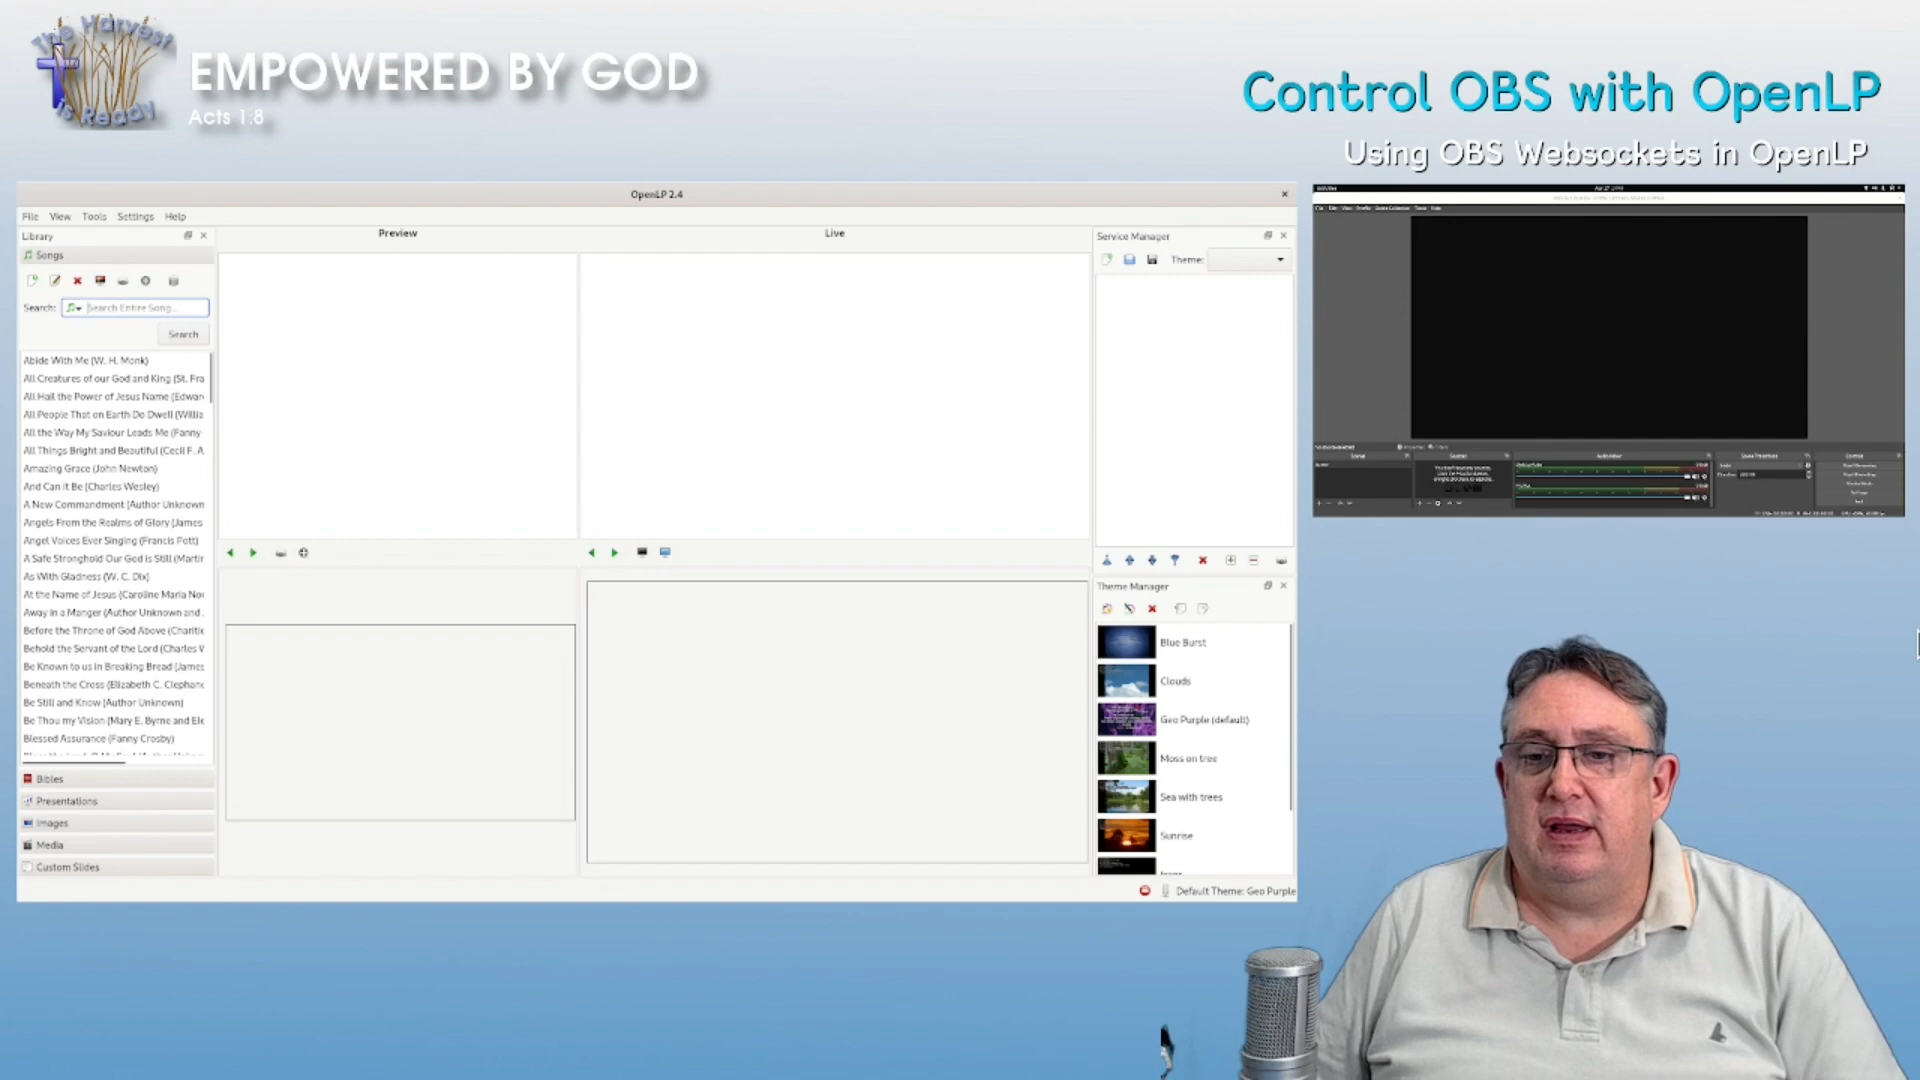 The Harvest
is Ready
EMPOWERED BY GOD
Acts 1:8
Control OBS with OpenLP
Using OBS Websockets in OpenLP
OpenLP 2.4
File View Tools Settings Help
Library
Songs
Search: Search Entire Song...
Search
Abide With Me (W. H. Monk)
All Creatures of our God and King (St. Fra
All Hail the Power of Jesus Name (Edwar
All People That on Earth Do Dwell (Willia
All the Way My Saviour Leads Me (Fanny
All Things Bright and Beautiful (Cecil F. A
Amazing Grace (John Newton)
And Can it Be (Charles Wesley)
A New Commandment (Author Unknown
Angels From the Realms of Glory (James
Angel Voices Ever Singing (Francis Pott)
A Safe Stronghold Our God is Still (Martir
As With Gladness (W. C. Dix)
At the Name of Jesus (Caroline Maria Noe
Away in a Manger (Author Unknown and
Before the Throne of God Above (Charitie
Behold the Servant of the Lord (Charles W
Be Known to us in Breaking Bread (James
Beneath the Cross (Elizabeth C. Clephane
Be Still and Know (Author Unknown)
Be Thou my Vision (Mary E. Byrne and Ele
Blessed Assurance (Fanny Crosby)
Bibles
Presentations
Images
Media
Custom Slides
Preview
Live
Service Manager
Theme:
Theme Manager
Blue Burst
Clouds
Geo Purple (default)
Moss on tree
Sea with trees
Sunrise
Default Theme: Geo Purple